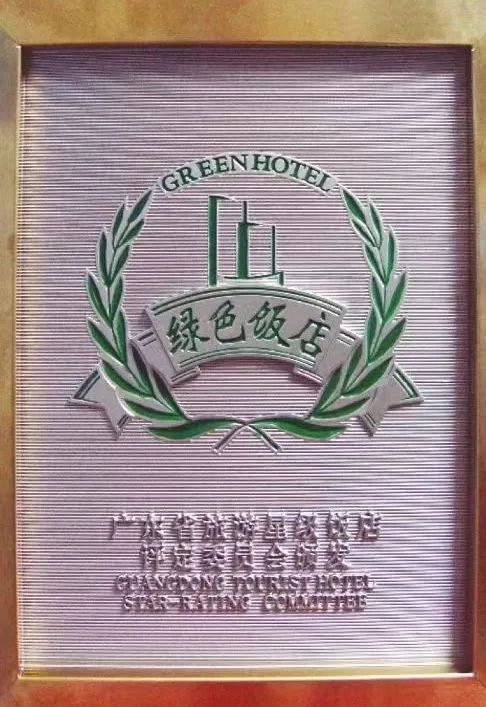 GREEN HOTEL
绿色饭店
广东省旅游星级饭店
评定委员会颁发
GUANGDONG TOURIST HOTEL
STAR-RATING COMMITTEE